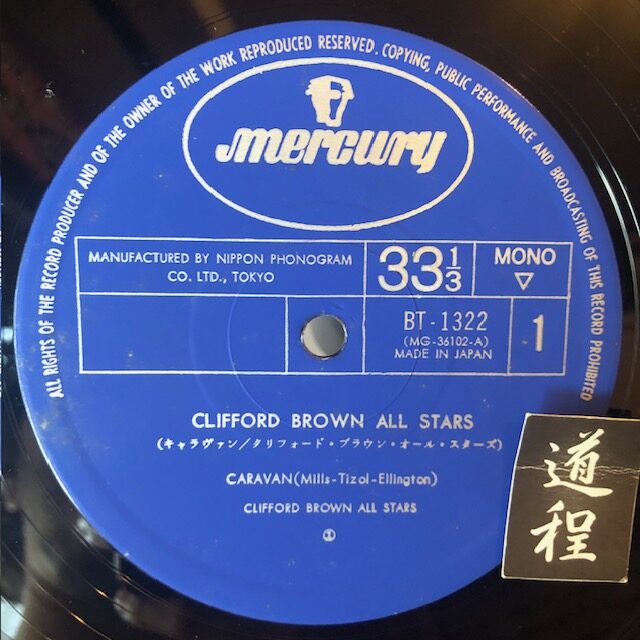 ALL RIGHTS OF THE RECORD PRODUCER AND OF THE OWNER OF THE WORK REPRODUCED RESERVED. COPYING, PUBLIC PERFORMANCE AND BROADCASTING OF THIS RECORD PROHIBITED
mercury
MANUFACTURED BY NIPPON PHONOGRAM
CO. LTD., TOKYO
33 1/3
MONO
▽
BT-1322
(MG-36102-A)
MADE IN JAPAN
1
CLIFFORD BROWN ALL STARS
(キャラヴァン/クリフォード・ブラウン・オール・スターズ)
CARAVAN(Mills-Tizol-Ellington)
CLIFFORD BROWN ALL STARS
道程